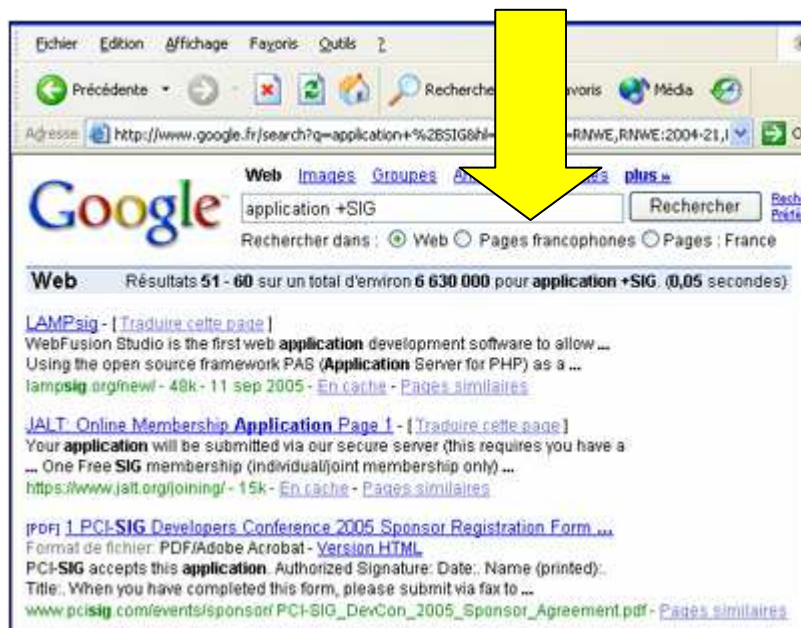 Fichier Edition Affichage Favoris Outils ?
Précédente Recherche avoris Média
Adresse http://www.google.fr/search?q=application+%2BSIG&hl= =RNWE,RNWE:2004-21,
Web Images Groupes plus »
Google application +SIG Rechercher
Rechercher dans : Web Pages francophones Pages : France
Web Résultats 51 - 60 sur un total d'environ 6 630 000 pour application +SIG. (0,05 secondes)
LAMPsig - [ Traduire cette page ]
WebFusion Studio is the first web application development software to allow ...
Using the open source framework PAS (Application Server for PHP) as a ...
lampsig.org/new/ - 48k - 11 sep 2005 - En cache - Pages similaires
JALT: Online Membership Application Page 1 - [ Traduire cette page ]
Your application will be submitted via our secure server (this requires you have a
... One Free SIG membership (individual/joint membership only) ...
https://www.jalt.org/joining/ - 15k - En cache - Pages similaires
[PDF] 1 PCI-SIG Developers Conference 2005 Sponsor Registration Form ...
Format de fichier: PDF/Adobe Acrobat - Version HTML
PCI-SIG accepts this application. Authorized Signature: Date:. Name (printed):.
Title:. When you have completed this form, please submit via fax to ...
www.pcisig.com/events/sponsor/PCI-SIG_DevCon_2005_Sponsor_Agreement.pdf - Pages similaires